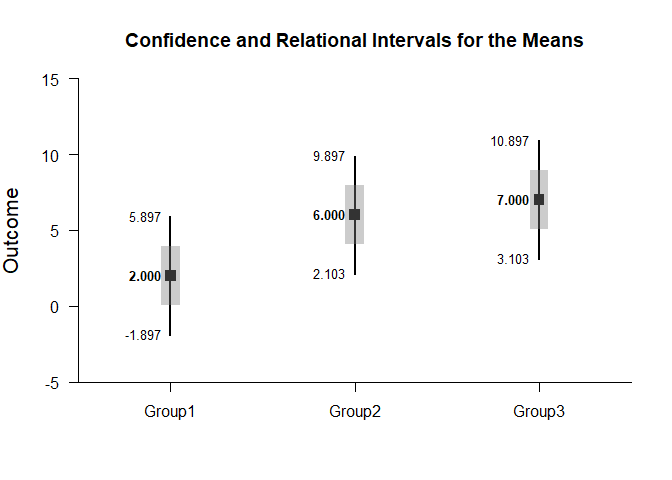 Confidence and Relational Intervals for the Means
Outcome
15
10
5
0
-5
5.897
2.000
-1.897
9.897
6.000
2.103
10.897
7.000
3.103
Group1
Group2
Group3